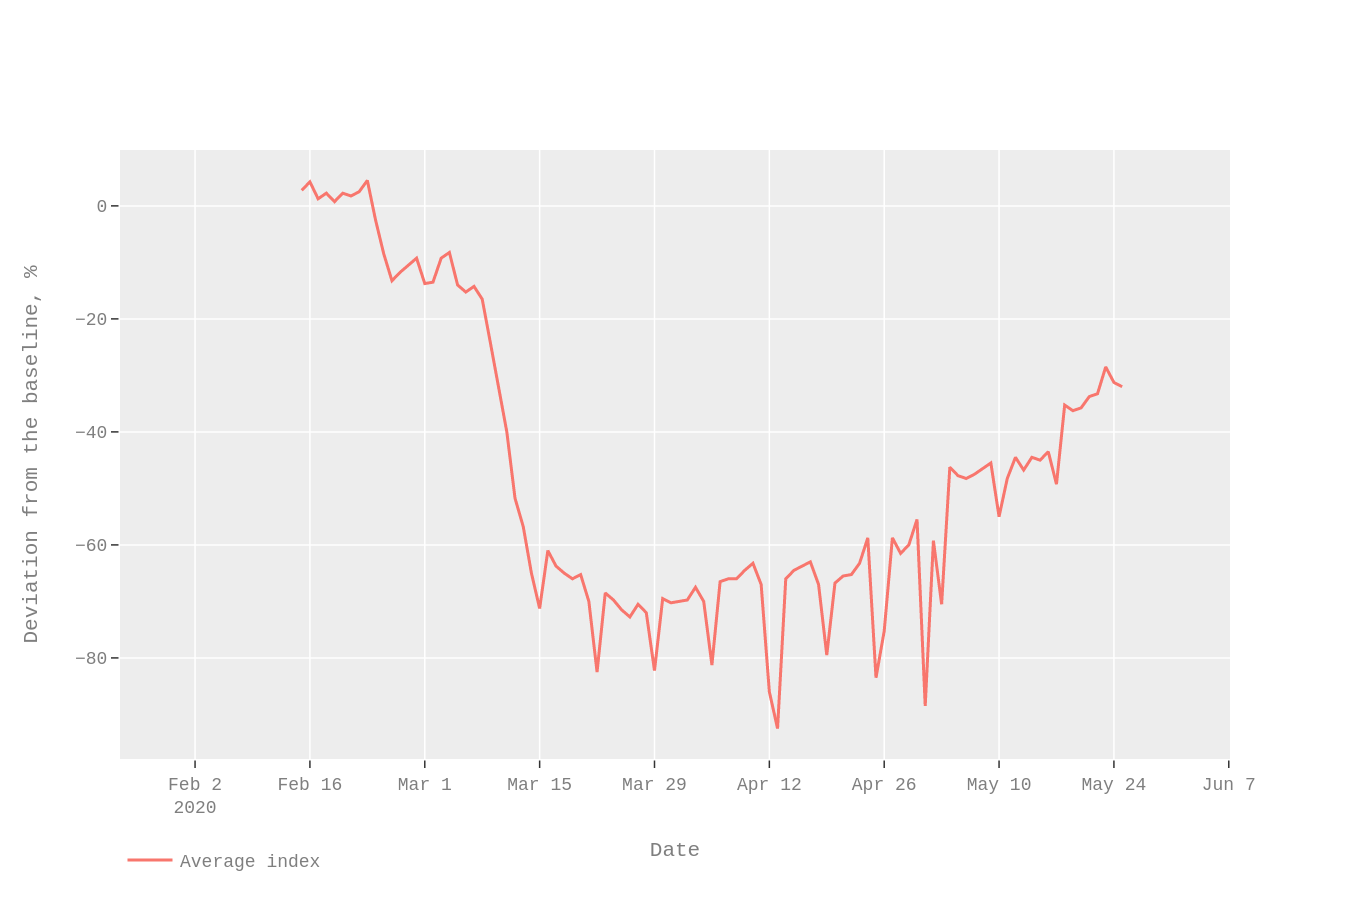 Deviation from the baseline, %
0
−20
−40
−60
−80
Feb 2 Feb 16 Mar 1 Mar 15 Mar 29 Apr 12 Apr 26 May 10 May 24 Jun 7
2020
Date
Average index